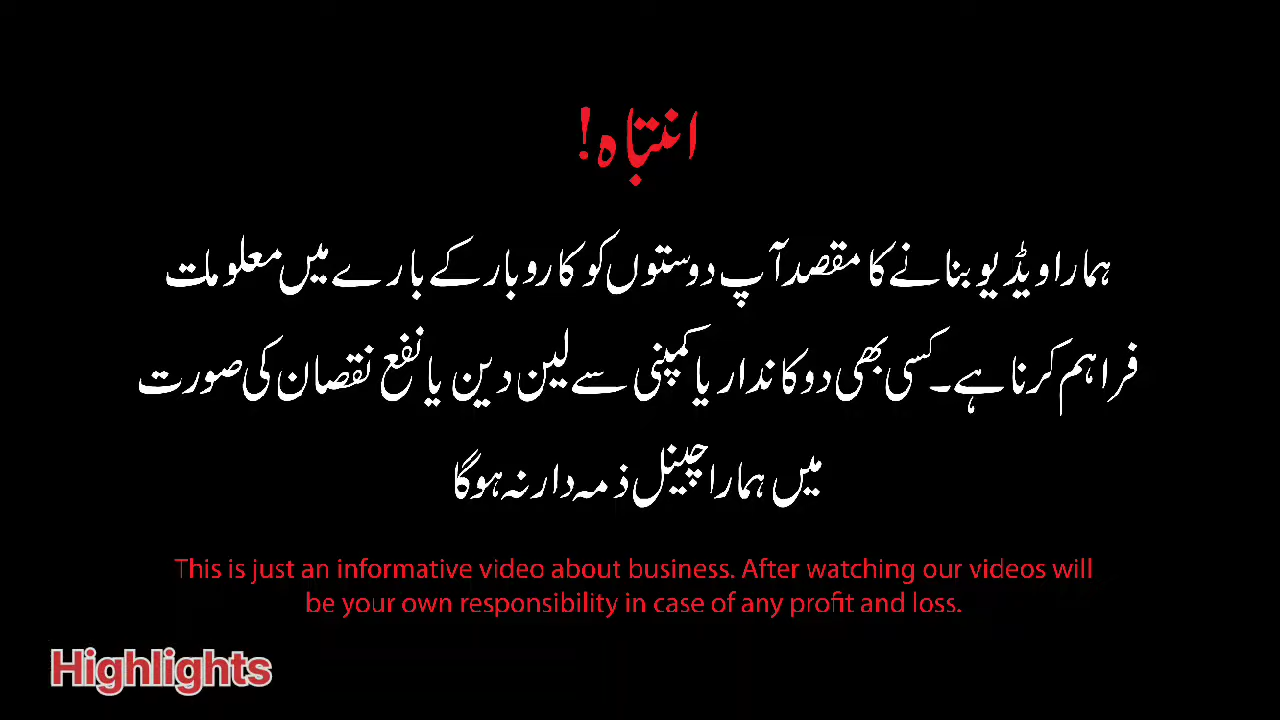 انتباہ!
ہمارا ویڈیو بنانے کا مقصد آپ دوستوں کو کاروبار کے بارے میں معلومات
فراہم کرنا ہے۔ کسی بھی دوکاندار یا کمپنی سے لین دین یا نفع نقصان کی صورت
میں ہمارا چینل ذمہ دار نہ ہوگا
This is just an informative video about business. After watching our videos will
be your own responsibility in case of any profit and loss.
Highlights